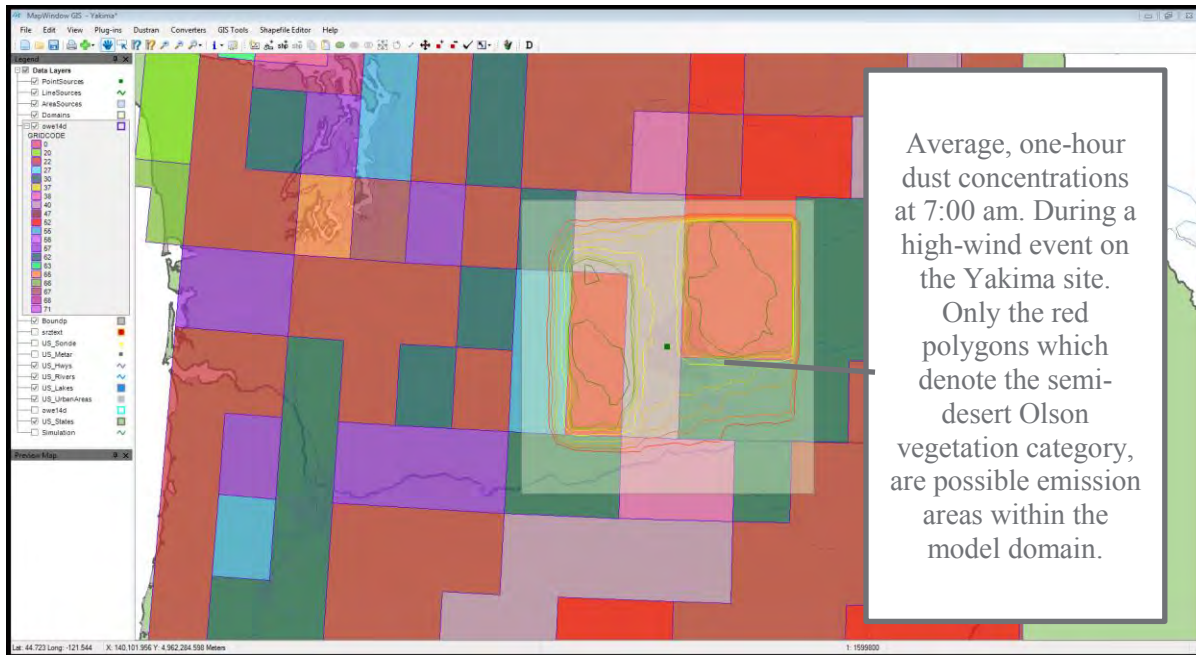 MapWindow GIS - Yakima*
File Edit View Plug-ins Dustran Converters GIS Tools Shapefile Editor Help
Legend
Data Layers
PointSources
LineSources
AreaSources
Domains
owe14d
GRIDCODE
0
20
22
27
30
37
38
40
47
52
55
56
57
62
63
65
66
67
68
71
Boundp
srztext
US_Sonde
US_Metar
US_Hwys
US_Rivers
US_Lakes
US_UrbanAreas
owe14d
US_States
Simulation
Preview Map
Average, one-hour
dust concentrations
at 7:00 am. During a
high-wind event on
the Yakima site.
Only the red
polygons which
denote the semi-
desert Olson
vegetation category,
are possible emission
areas within the
model domain.
Lat: 44.723 Long: -121.544 X: 140,101.956 Y: 4,962,284.598 Meters
1: 1599800